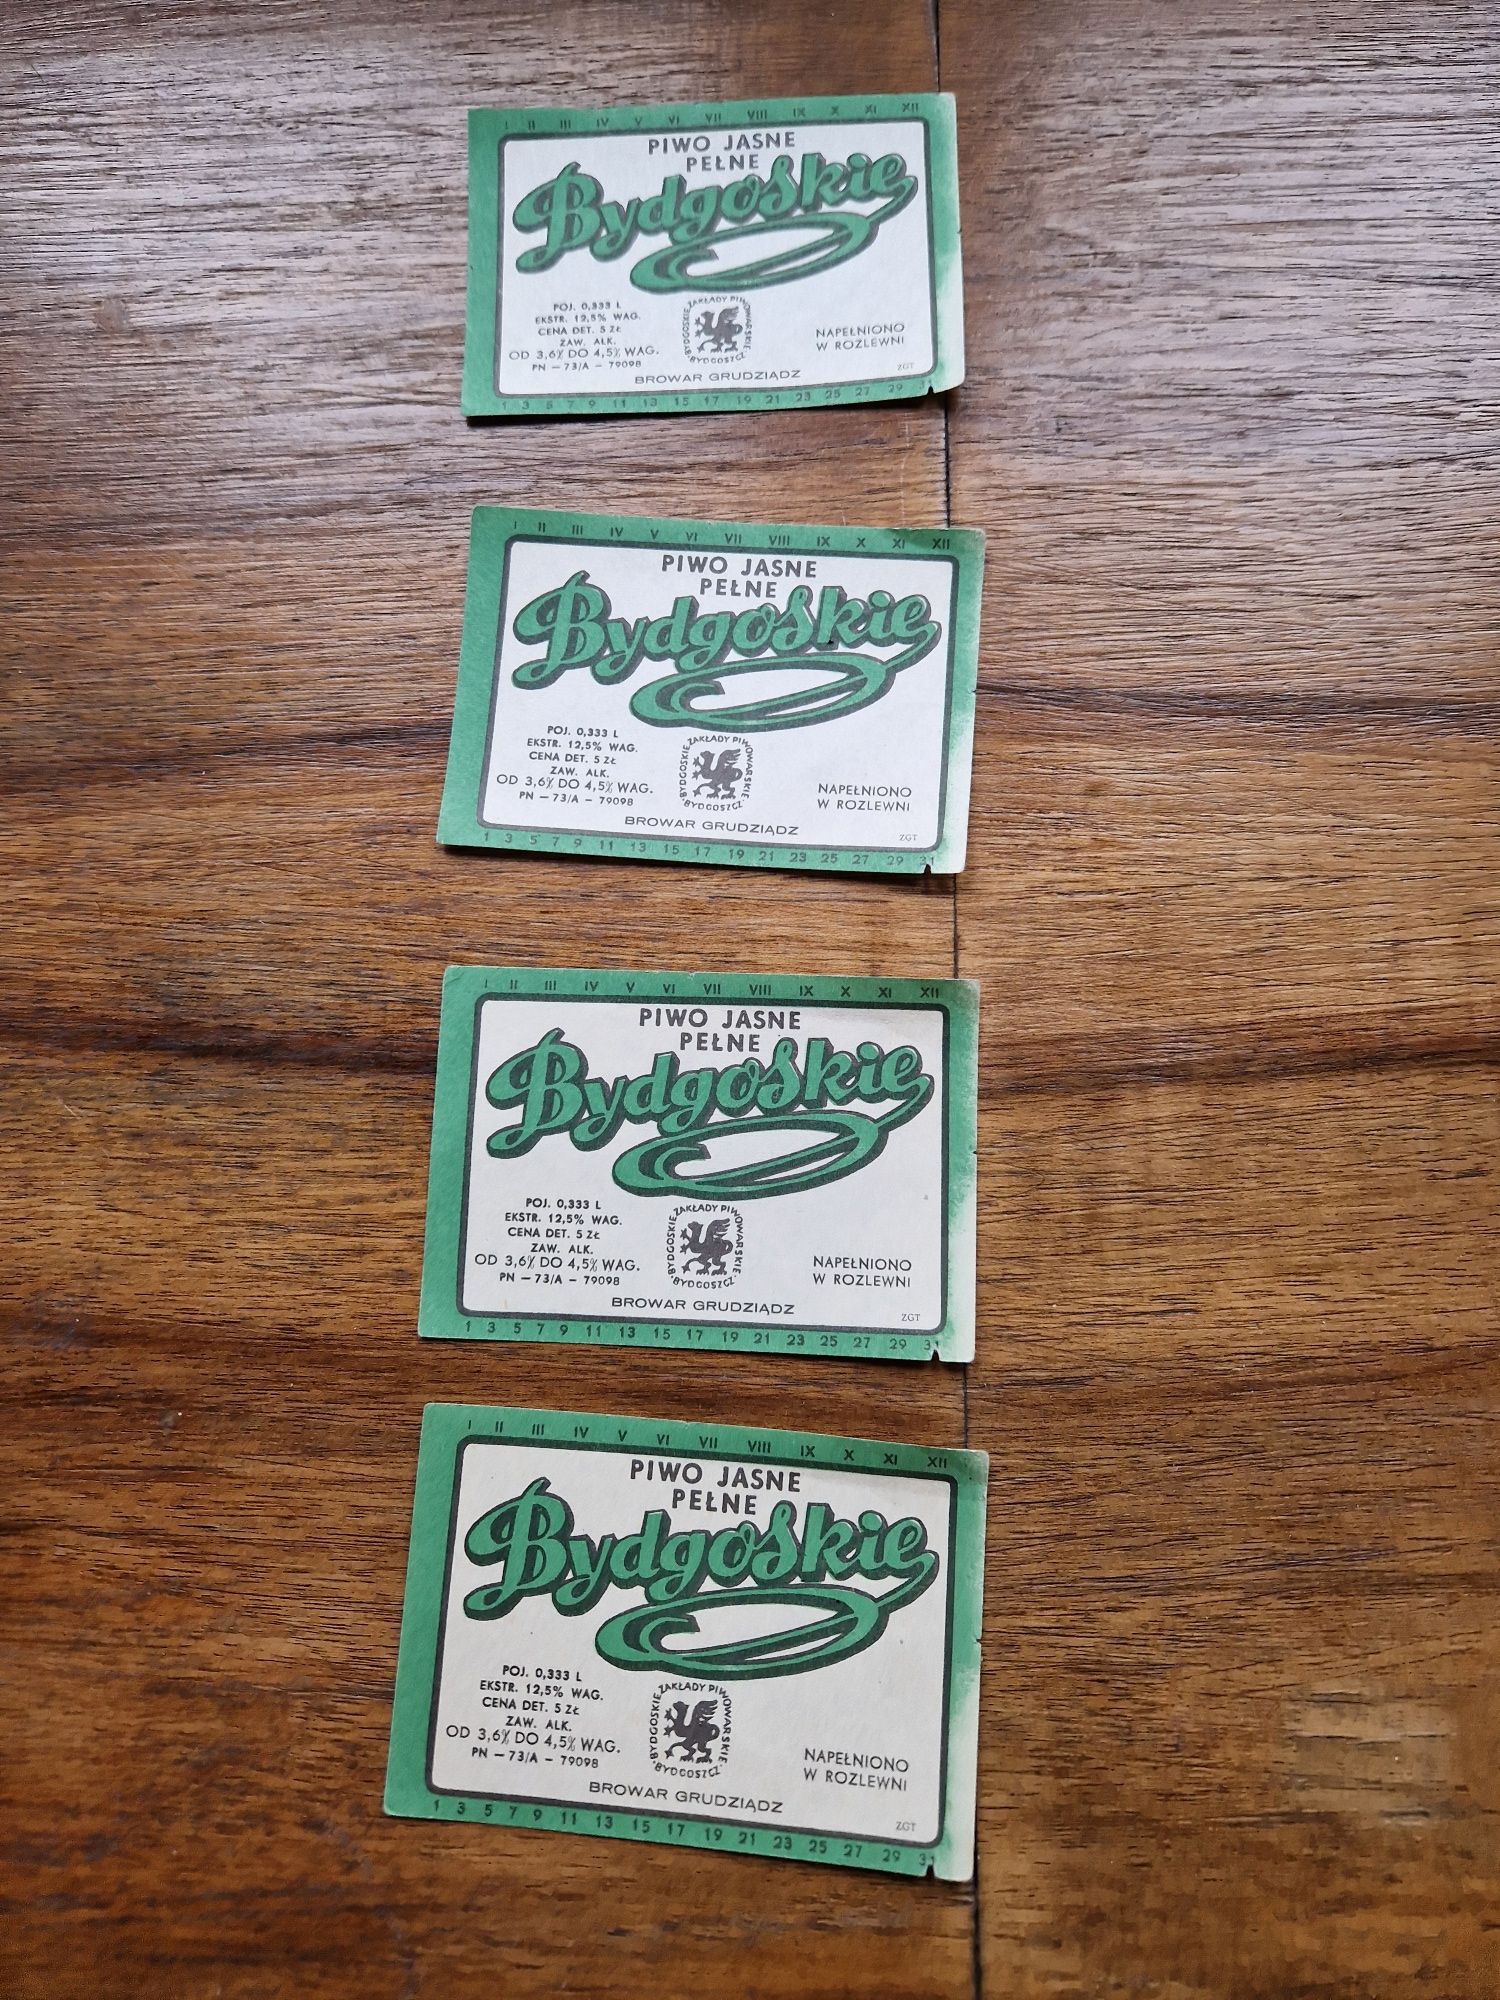 I II III IV V VI VII VIII IX X XI XII
PIWO JASNE
PEŁNE
Bydgoskie
POJ. 0,333 L
EKSTR. 12,5% WAG.
CENA DET. 5 ZŁ
ZAW. ALK.
OD 3,6% DO 4,5% WAG.
PN – 73/A – 79098
BYDGOSKIE ZAKŁADY PIWOWARSKIE
BYDGOSZCZ
NAPEŁNIONO
W ROZLEWNI
BROWAR GRUDZIĄDZ
ZGT
1 3 5 7 9 11 13 15 17 19 21 23 25 27 29 31
I II III IV V VI VII VIII IX X XI XII
PIWO JASNE
PEŁNE
Bydgoskie
POJ. 0,333 L
EKSTR. 12,5% WAG.
CENA DET. 5 ZŁ
ZAW. ALK.
OD 3,6% DO 4,5% WAG.
PN – 73/A – 79098
BYDGOSKIE ZAKŁADY PIWOWARSKIE
BYDGOSZCZ
NAPEŁNIONO
W ROZLEWNI
BROWAR GRUDZIĄDZ
ZGT
1 3 5 7 9 11 13 15 17 19 21 23 25 27 29 31
I II III IV V VI VII VIII IX X XI XII
PIWO JASNE
PEŁNE
Bydgoskie
POJ. 0,333 L
EKSTR. 12,5% WAG.
CENA DET. 5 ZŁ
ZAW. ALK.
OD 3,6% DO 4,5% WAG.
PN – 73/A – 79098
BYDGOSKIE ZAKŁADY PIWOWARSKIE
BYDGOSZCZ
NAPEŁNIONO
W ROZLEWNI
BROWAR GRUDZIĄDZ
ZGT
1 3 5 7 9 11 13 15 17 19 21 23 25 27 29 31
I II III IV V VI VII VIII IX X XI XII
PIWO JASNE
PEŁNE
Bydgoskie
POJ. 0,333 L
EKSTR. 12,5% WAG.
CENA DET. 5 ZŁ
ZAW. ALK.
OD 3,6% DO 4,5% WAG.
PN – 73/A – 79098
BYDGOSKIE ZAKŁADY PIWOWARSKIE
BYDGOSZCZ
NAPEŁNIONO
W ROZLEWNI
BROWAR GRUDZIĄDZ
ZGT
1 3 5 7 9 11 13 15 17 19 21 23 25 27 29 31